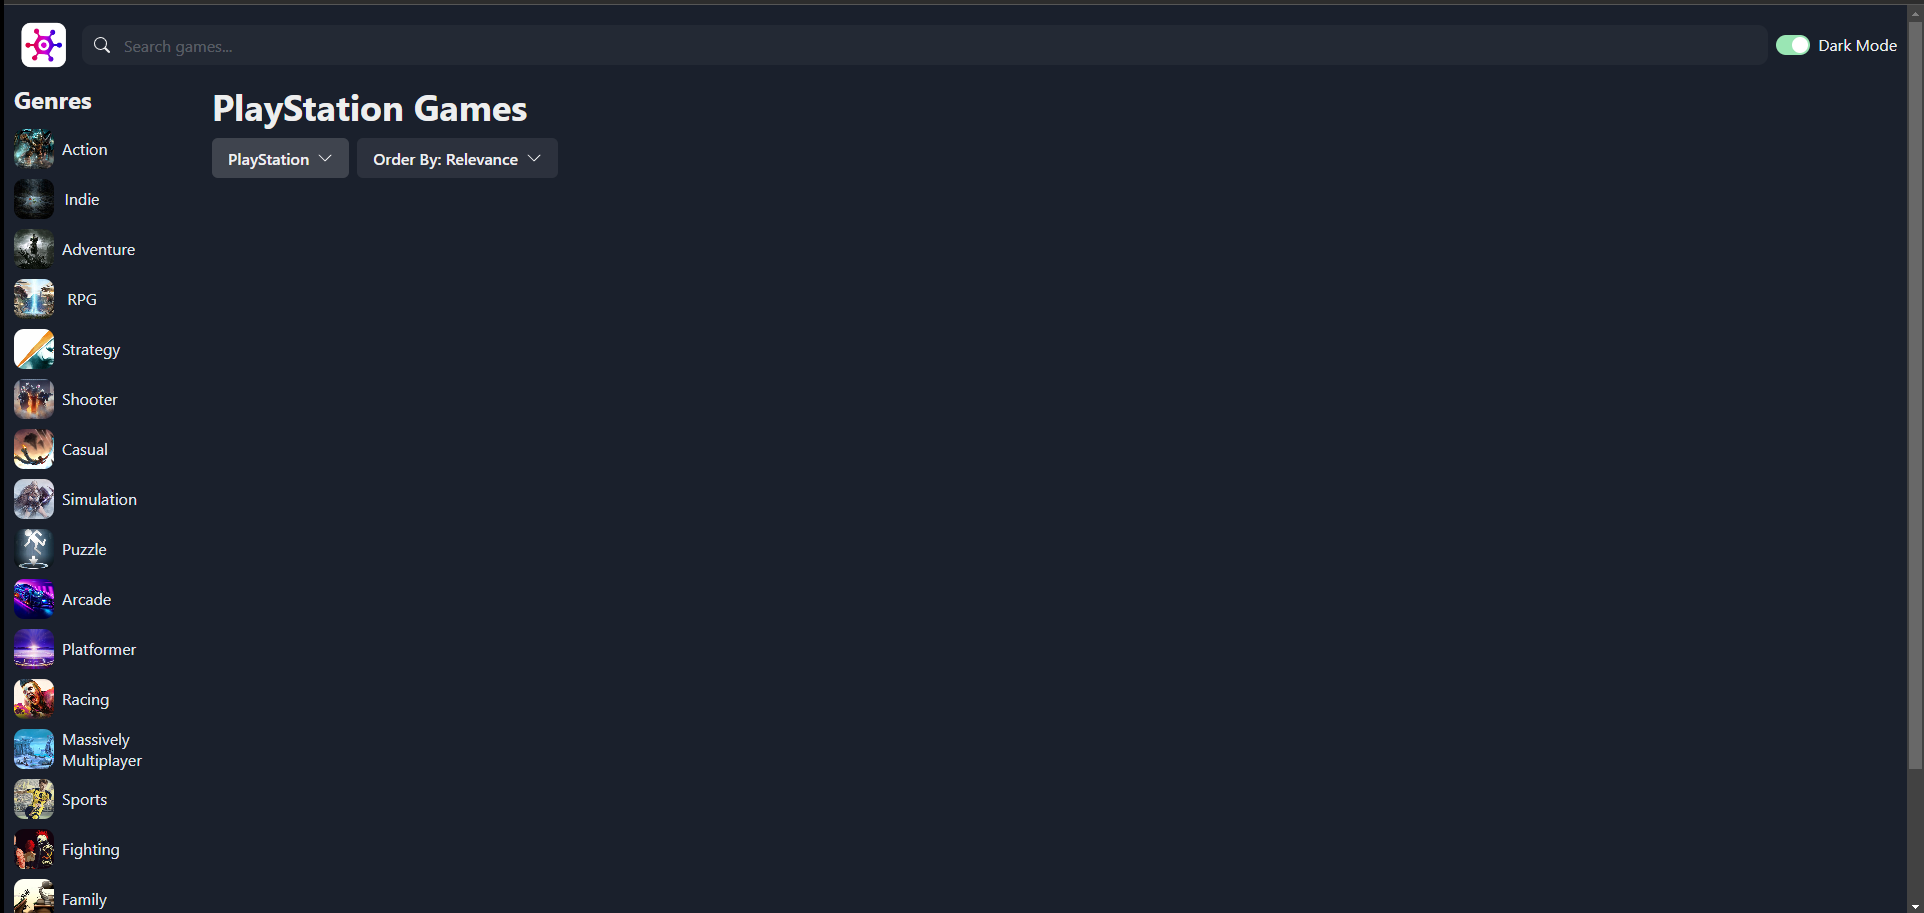 Search games...
Dark Mode
Genres
Action
Indie
Adventure
RPG
Strategy
Shooter
Casual
Simulation
Puzzle
Arcade
Platformer
Racing
Massively
Multiplayer
Sports
Fighting
Family
PlayStation Games
PlayStation
Order By: Relevance